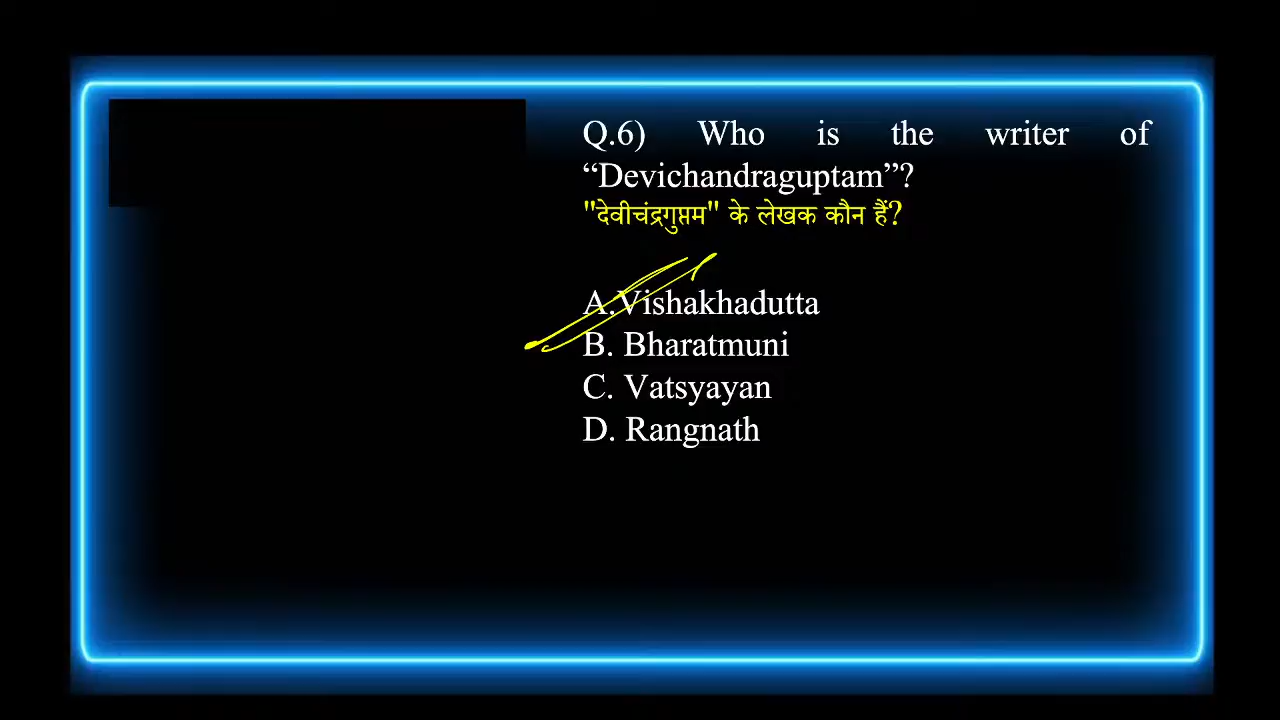 Q.6) Who is the writer of
“Devichandraguptam”?
"देवीचंद्रगुप्तम" के लेखक कौन हैं?
A.Vishakhadutta
B. Bharatmuni
C. Vatsyayan
D. Rangnath